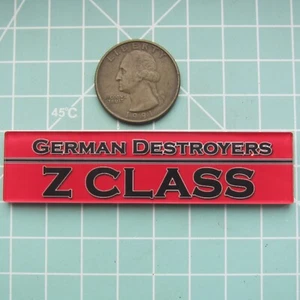 LIBERTY
45°C
GERMAN DESTROYERS
Z CLASS